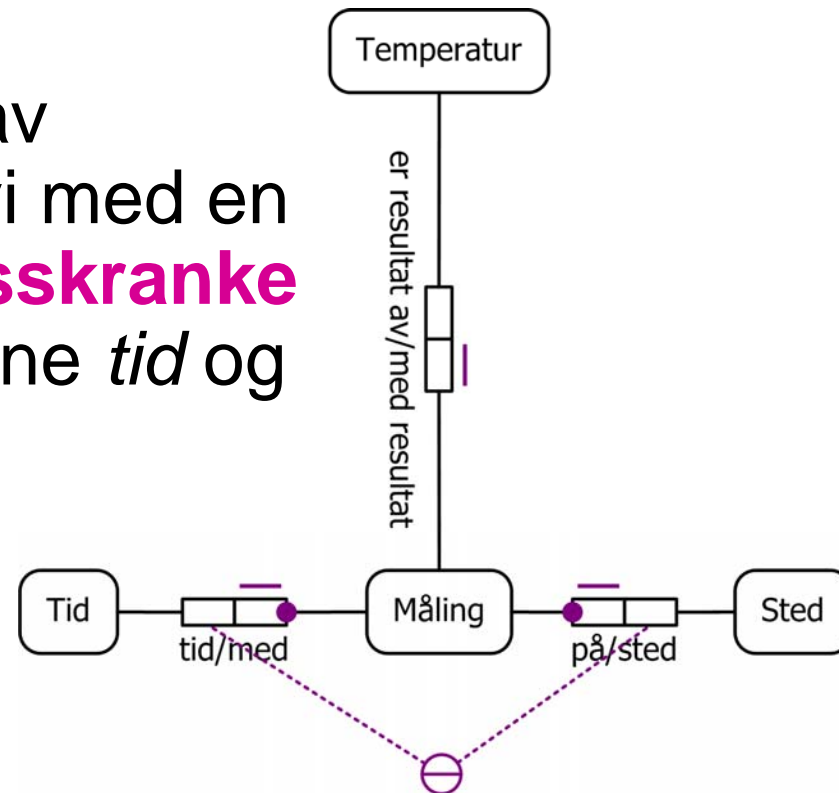 av
vi med en
sskranke
ne tid og
Temperatur
er resultat av/med resultat
Tid
tid/med
Måling
på/sted
Sted